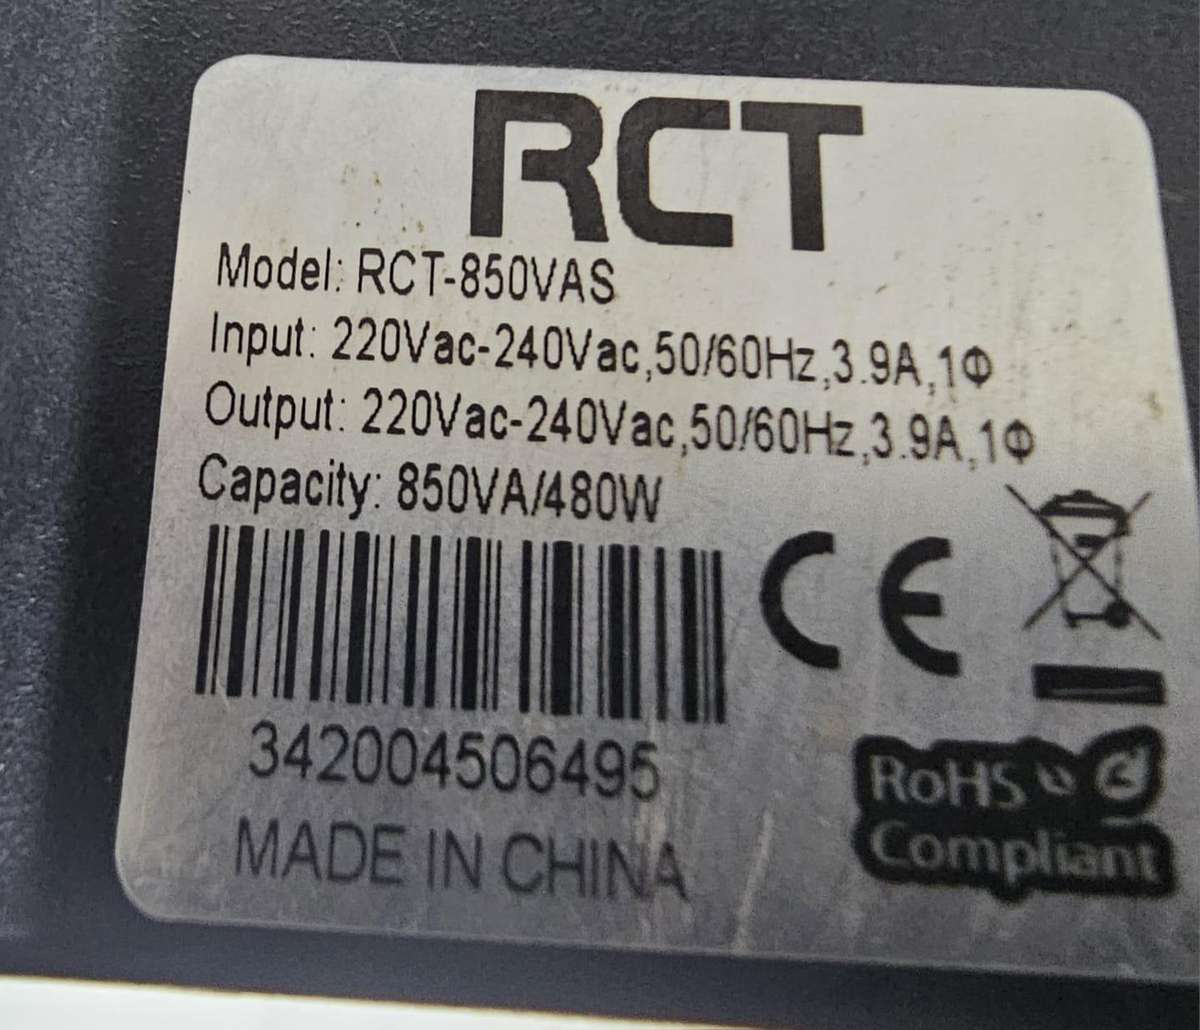 RCT
Model: RCT-850VAS
Input: 220Vac-240Vac,50/60Hz,3.9A,1Φ
Output: 220Vac-240Vac,50/60Hz,3.9A,1Φ
Capacity: 850VA/480W
CE
342004506495
RoHS
Compliant
MADE IN CHINA